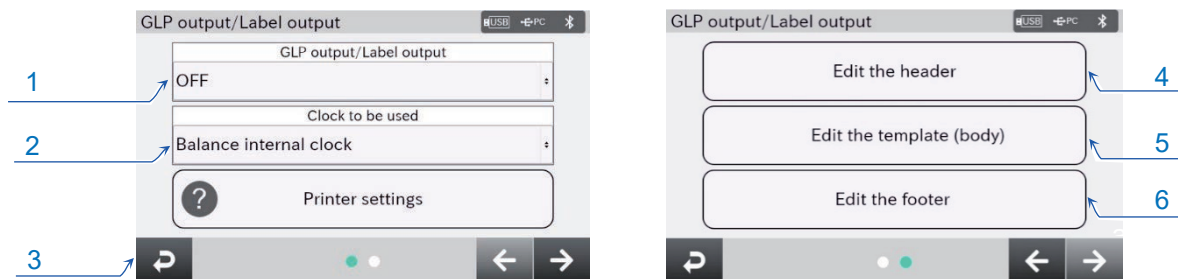 GLP output/Label output
USB PC
GLP output/Label output
OFF
Clock to be used
Balance internal clock
? Printer settings
1
2
3
GLP output/Label output
USB PC
Edit the header
Edit the template (body)
Edit the footer
4
5
6